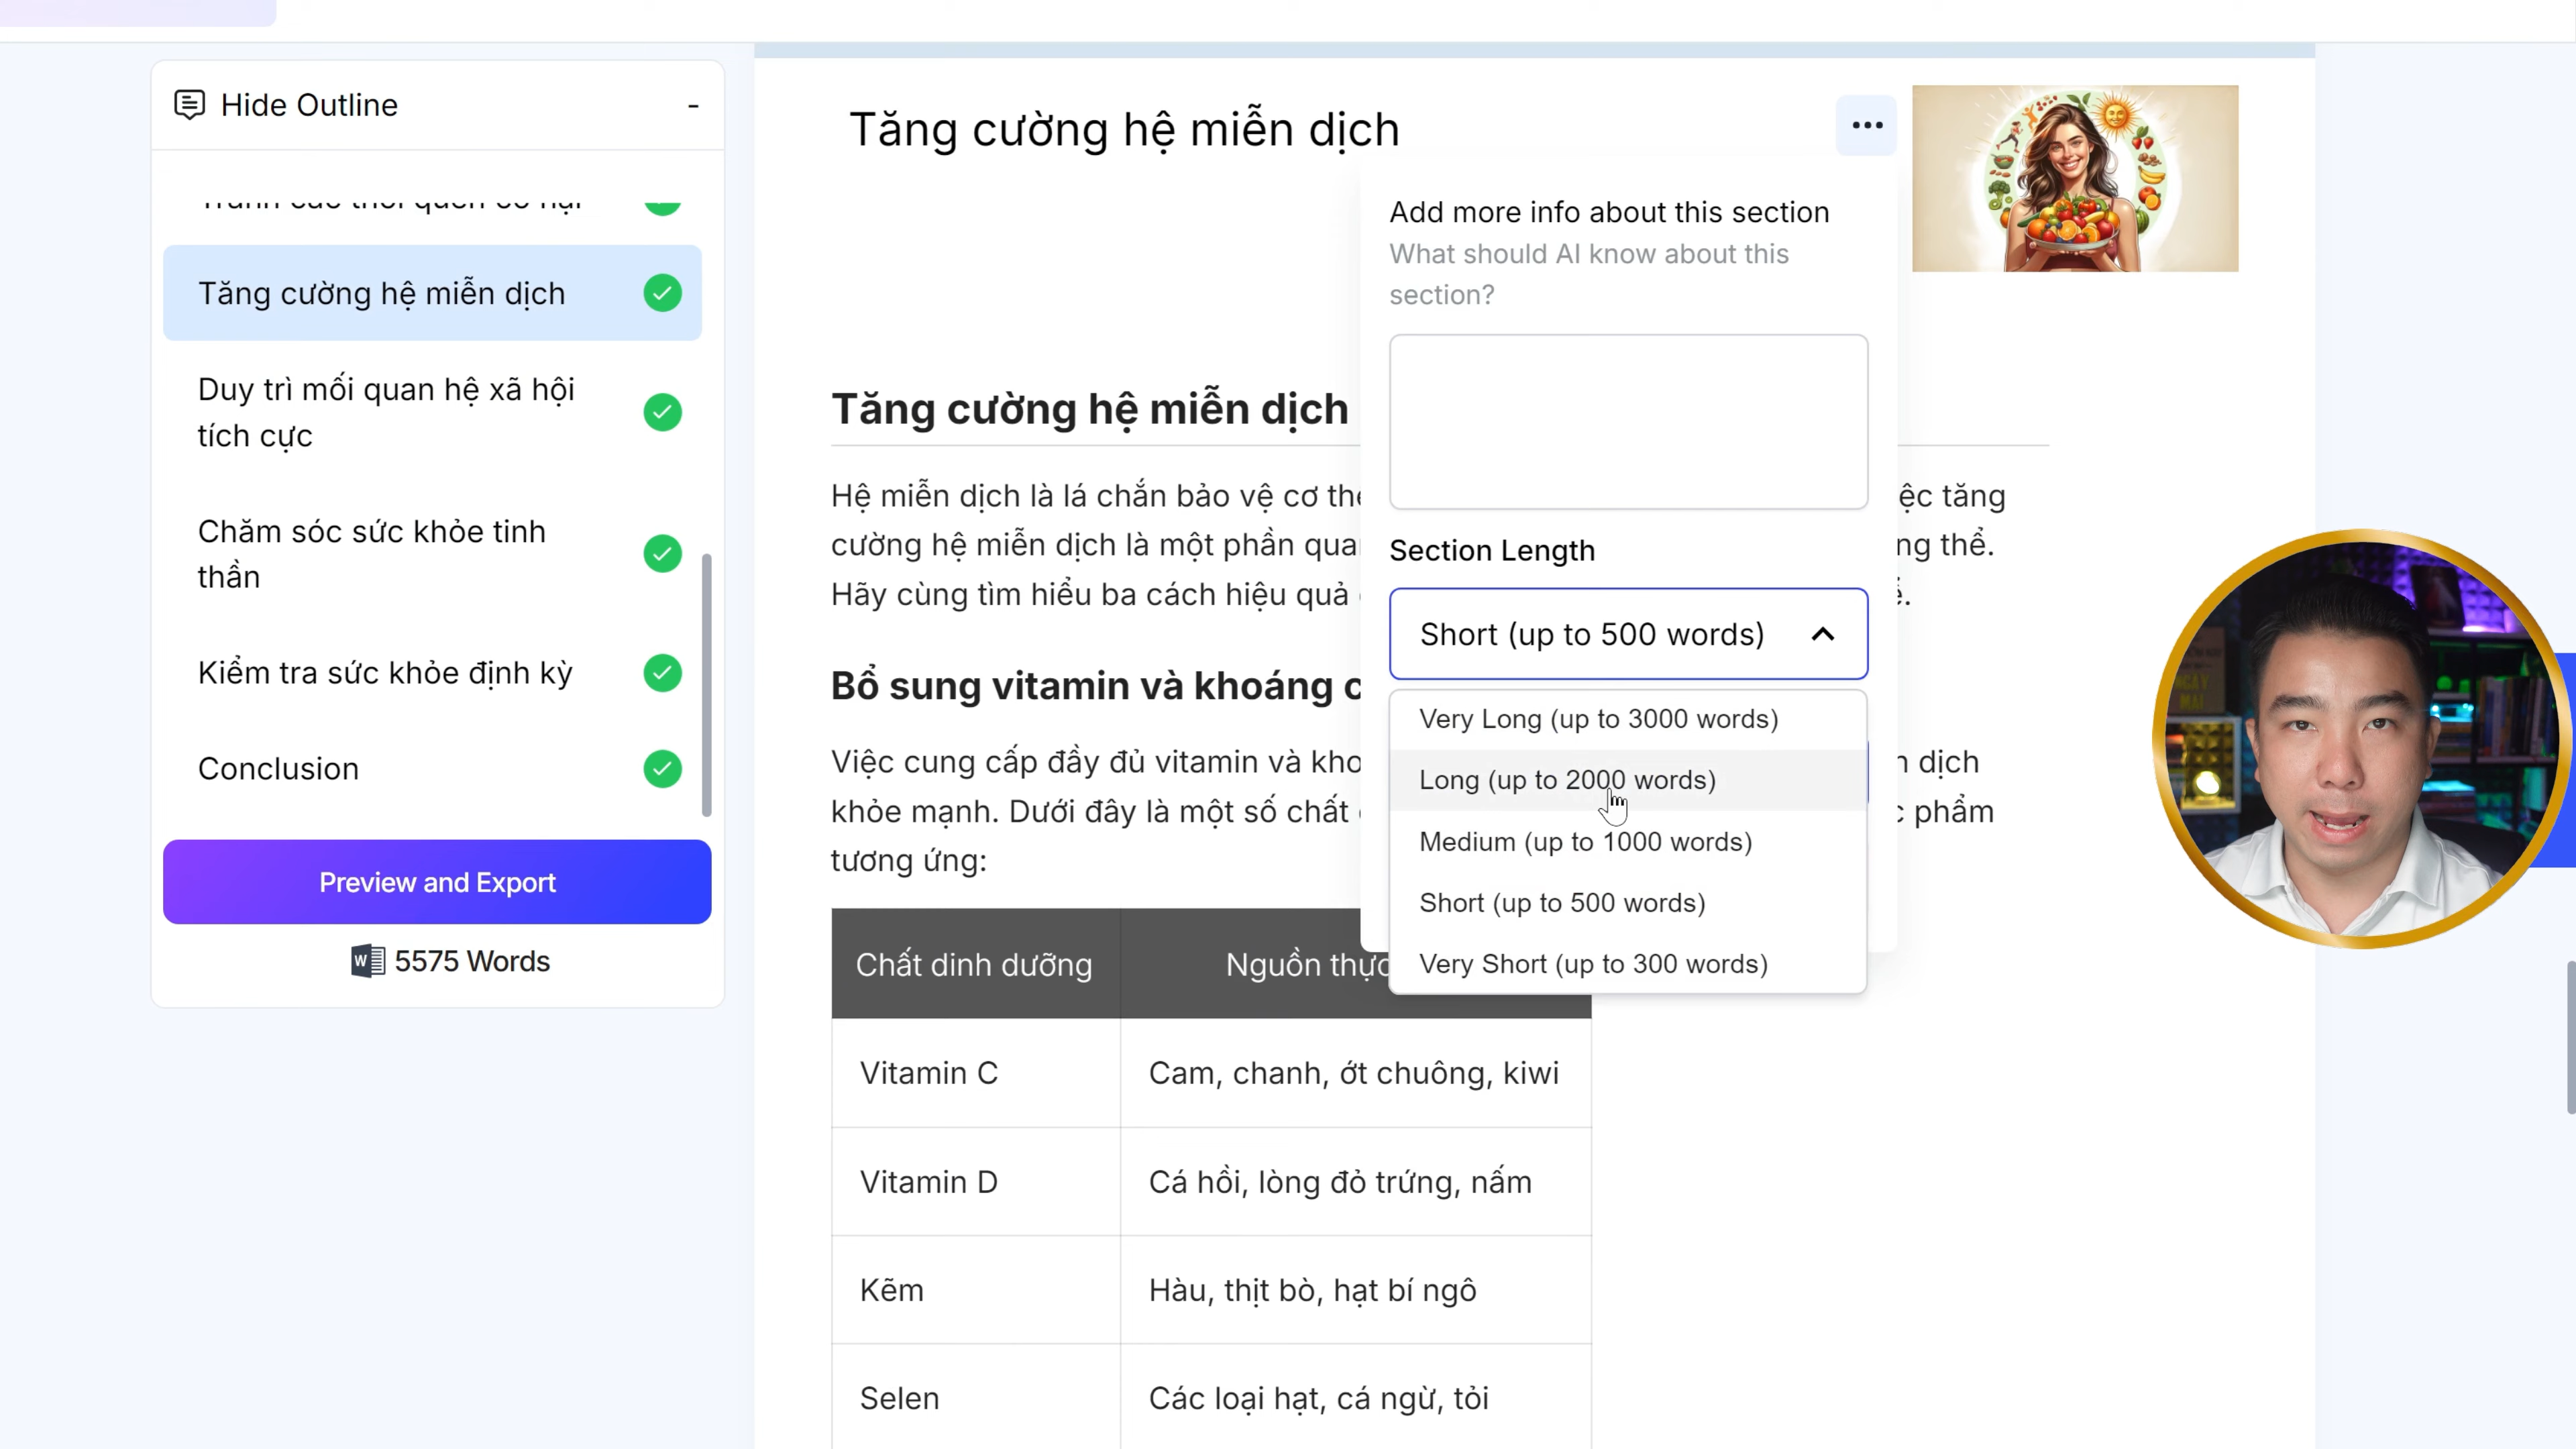 Hide Outline
Tránh các thói quen có hại
Tăng cường hệ miễn dịch
Duy trì mối quan hệ xã hội
tích cực
Chăm sóc sức khỏe tinh
thần
Kiểm tra sức khỏe định kỳ
Conclusion
Preview and Export
5575 Words
Tăng cường hệ miễn dịch
Add more info about this section
What should AI know about this
section?
Section Length
Short (up to 500 words)
Very Long (up to 3000 words)
Long (up to 2000 words)
Medium (up to 1000 words)
Short (up to 500 words)
Very Short (up to 300 words)
Tăng cường hệ miễn dịch
Hệ miễn dịch là lá chắn bảo vệ cơ tăng
cường hệ miễn dịch là một phần thể.
Hãy cùng tìm hiểu ba cách hiệu quả
Bổ sung vitamin và khoáng
Việc cung cấp đầy đủ vitamin và dịch
khỏe mạnh. Dưới đây là một số chất phẩm
tương ứng:
Chất dinh dưỡng Nguồn
Vitamin C Cam, chanh, ớt chuông, kiwi
Vitamin D Cá hồi, lòng đỏ trứng, nấm
Kẽm Hàu, thịt bò, hạt bí ngô
Selen Các loại hạt, cá ngừ, tỏi